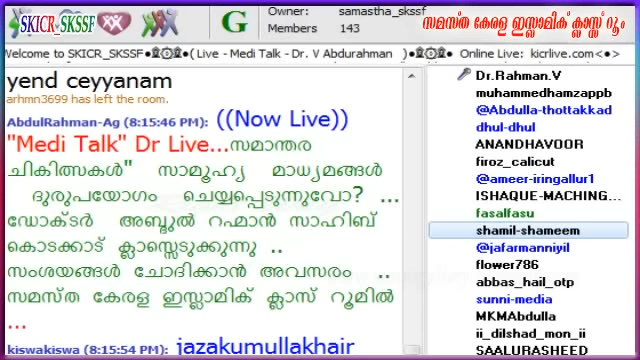 SKICR_SKSSF
G
Owner: samastha_skssf
Members 143
സമസ്ത കേരള ഇസ്ലാമിക് ക്ലാസ്സ് റൂം
Welcome to SKICR_SKSSF ( Live - Medi Talk - Dr. V Abdurahman ) Online Live: kicrlive.com <
yend ceyyanam
arhmn3699 has left the room.
AbdulRahman-Ag (8:15:46 PM): ((Now Live))
"Medi Talk" Dr Live...സമാന്തര
ചികിത്സകൾ" സാമൂഹ്യ മാധ്യമങ്ങൾ
ദുരുപയോഗം ചെയ്യപ്പെടുന്നുവോ? ...
ഡോക്ടർ അബ്ദുൽ റഹ്മാൻ സാഹിബ്
കൊടക്കാട് ക്ലാസ്സെടുക്കുന്നു ..
സംശയങ്ങൾ ചോദിക്കാൻ അവസരം ..
സമസ്ത കേരള ഇസ്ലാമിക് ക്ലാസ് റൂമിൽ
...
kiswakiswa (8:15:54 PM): jazakumullakhair
Dr.Rahman.V
muhammedhamzappb
@Abdulla-thottakkad
dhul-dhul
ANANDHAVOOR
firoz_calicut
@ameer-iringallur1
ISHAQUE-MACHING...
fasalfasu
shamil-shameem
@jafarmanniyil
flower786
abbas_hail_otp
sunni-media
MKMAbdulla
ii_dilshad_mon_ii
SAALURASHEED